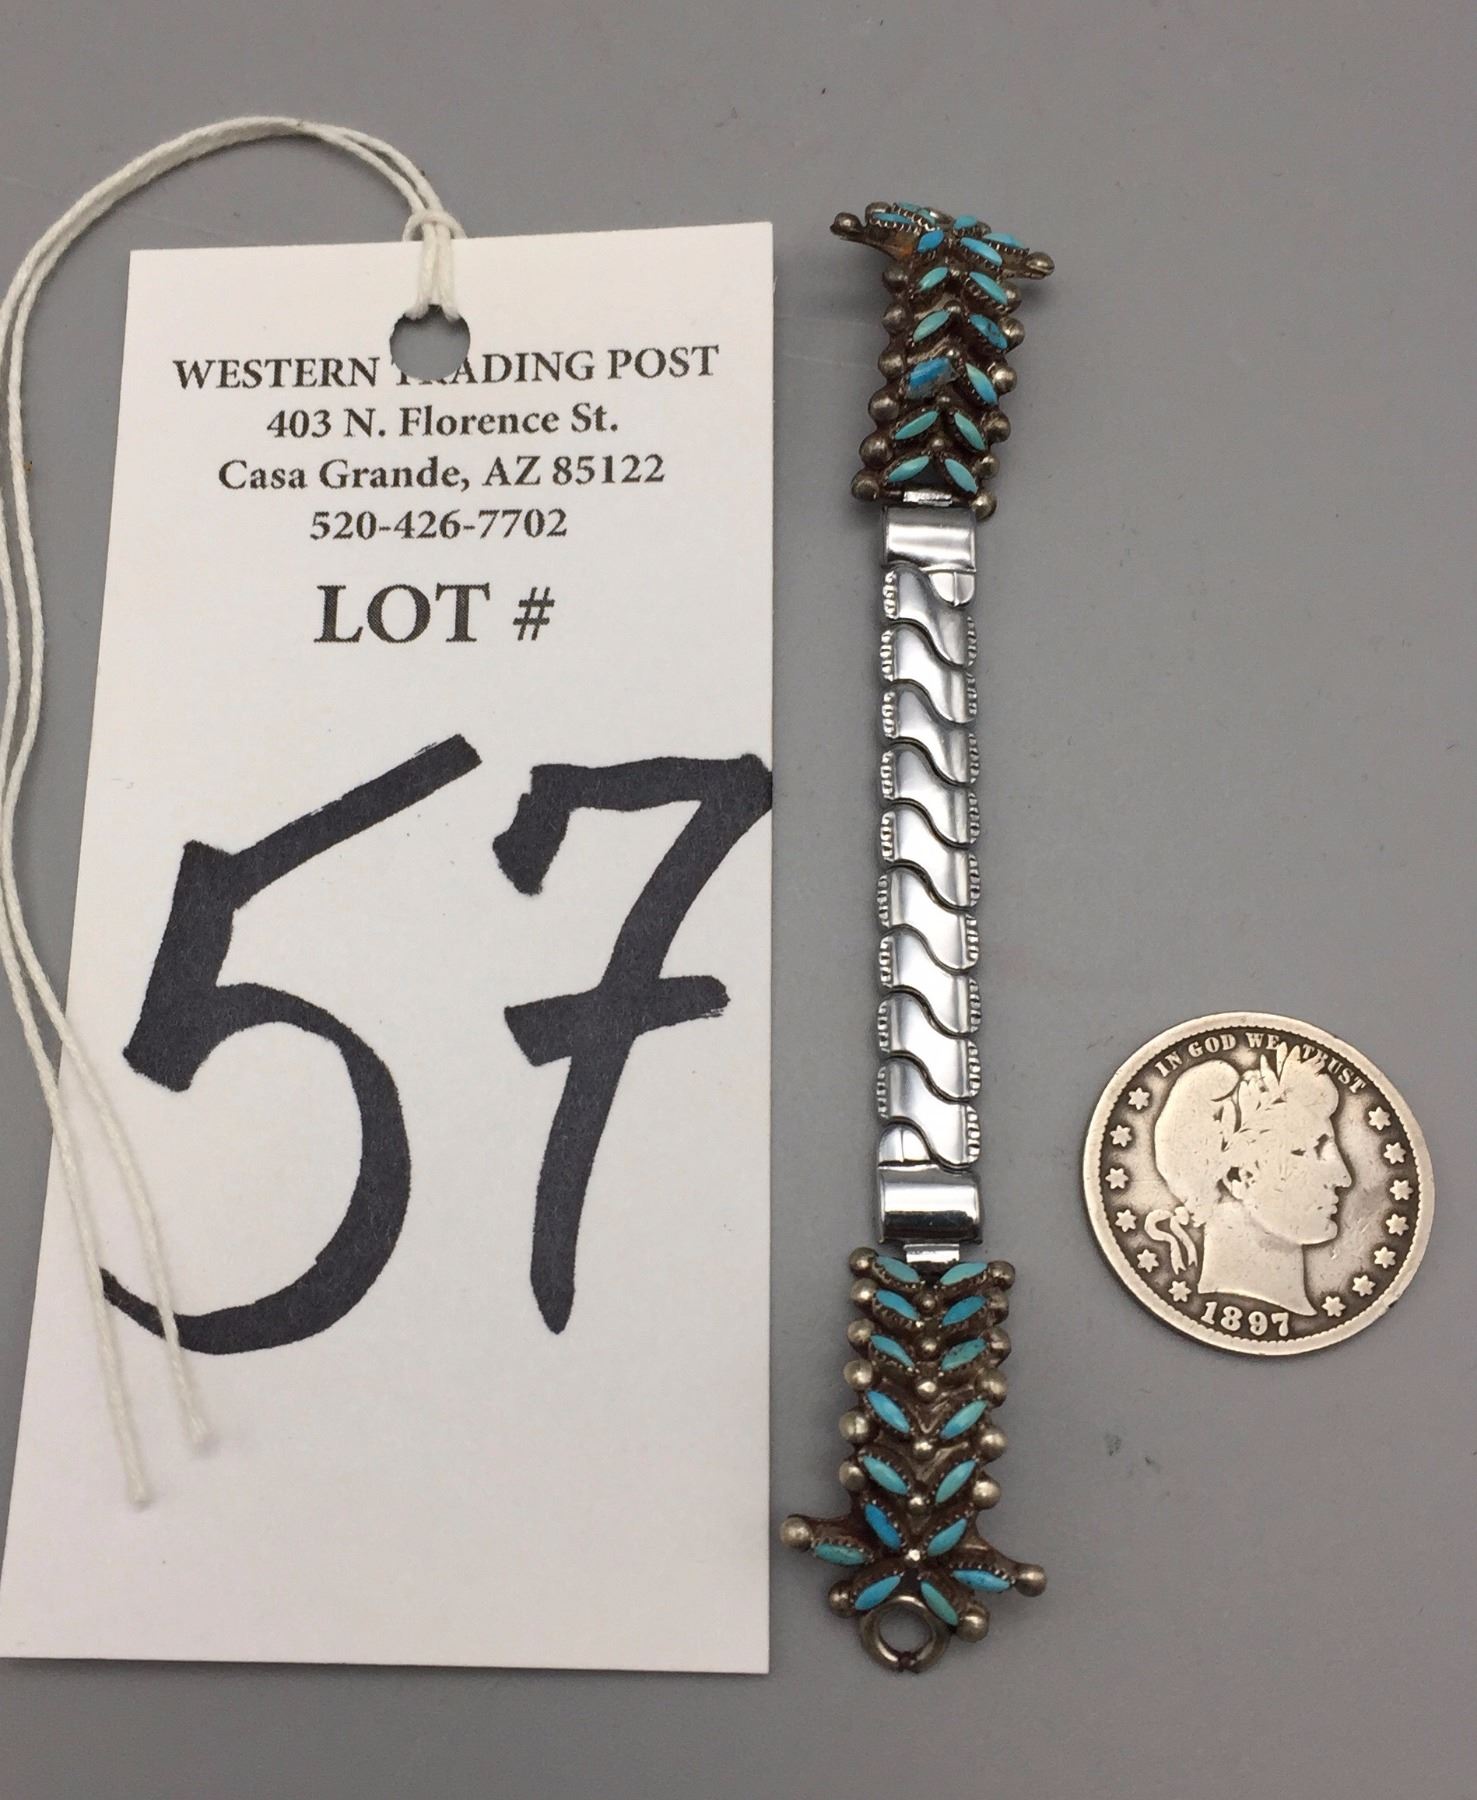 WESTERN TRADING POST
403 N. Florence St.
Casa Grande, AZ 85122
520-426-7702
LOT #
57
IN GOD WE TRUST
1897